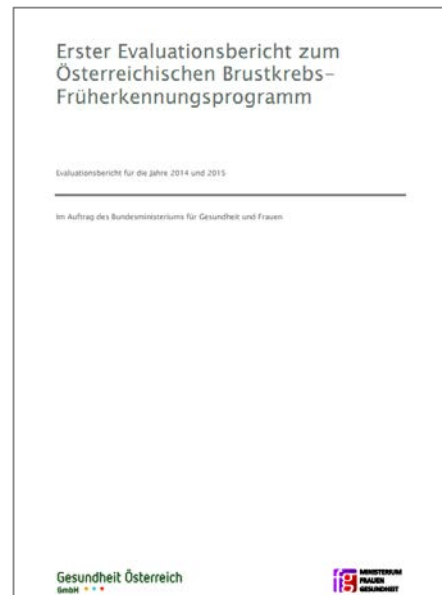 Erster Evaluationsbericht zum
Österreichischen Brustkrebs-
Früherkennungsprogramm
Evaluationsbericht für die Jahre 2014 und 2015
Im Auftrag des Bundesministeriums für Gesundheit und Frauen
Gesundheit Österreich
GmbH
fg
MINISTERIUM
FRAUEN
GESUNDHEIT